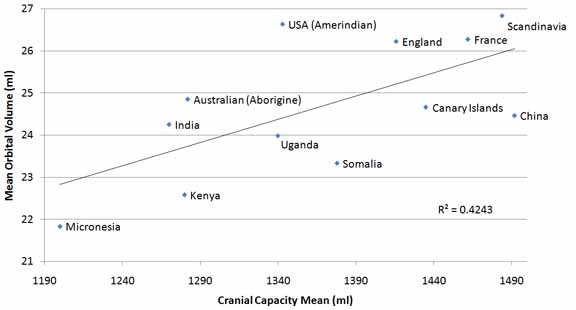 27
26
25
24
23
22
21
Mean Orbital Volume (ml)
Scandinavia
USA (Amerindian)
England
France
Australian (Aborigine)
Canary Islands
China
India
Uganda
Somalia
Kenya
R² = 0.4243
Micronesia
1190 1240 1290 1340 1390 1440 1490
Cranial Capacity Mean (ml)